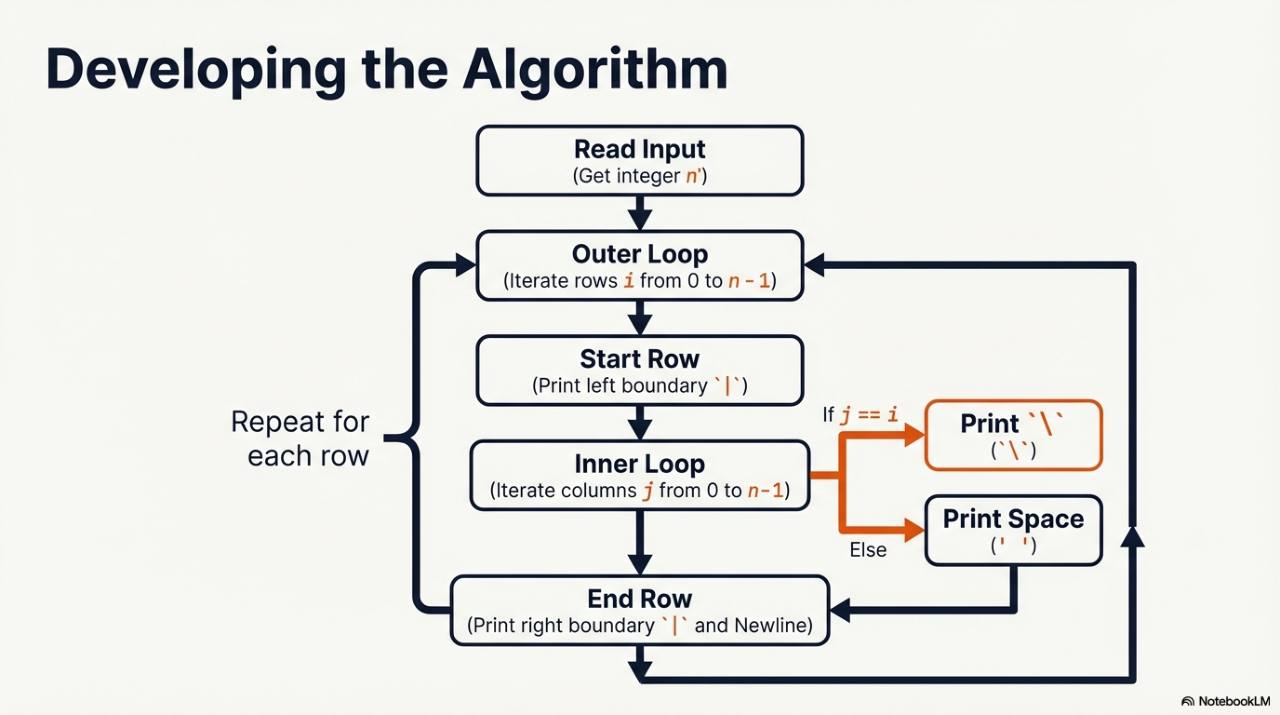 Developing the Algorithm
Read Input
(Get integer n')
Outer Loop
(Iterate rows i from 0 to n-1)
Start Row
(Print left boundary `|`)
If j == i
Print `\`
(`\`)
Repeat for
each row
Inner Loop
(Iterate columns j from 0 to n-1)
Print Space
(' ')
Else
End Row
(Print right boundary `|` and Newline)
NotebookLM